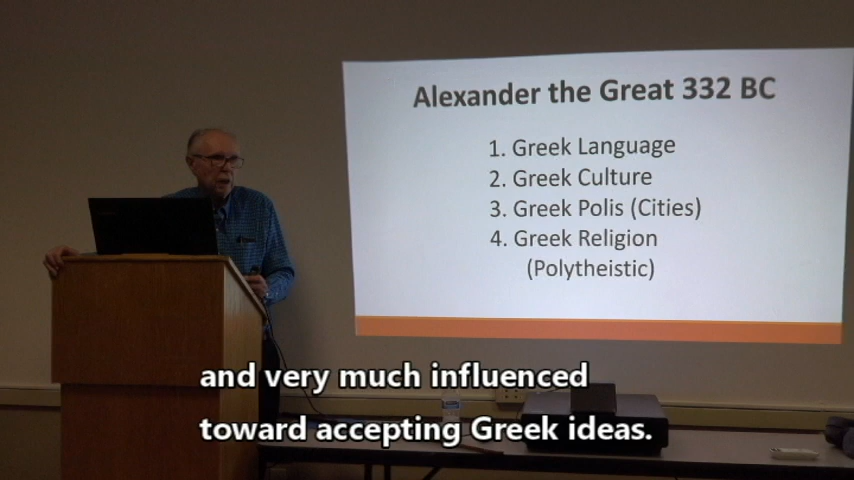 Alexander the Great 332 BC
1. Greek Language
2. Greek Culture
3. Greek Polis (Cities)
4. Greek Religion
(Polytheistic)
and very much influenced
toward accepting Greek ideas.